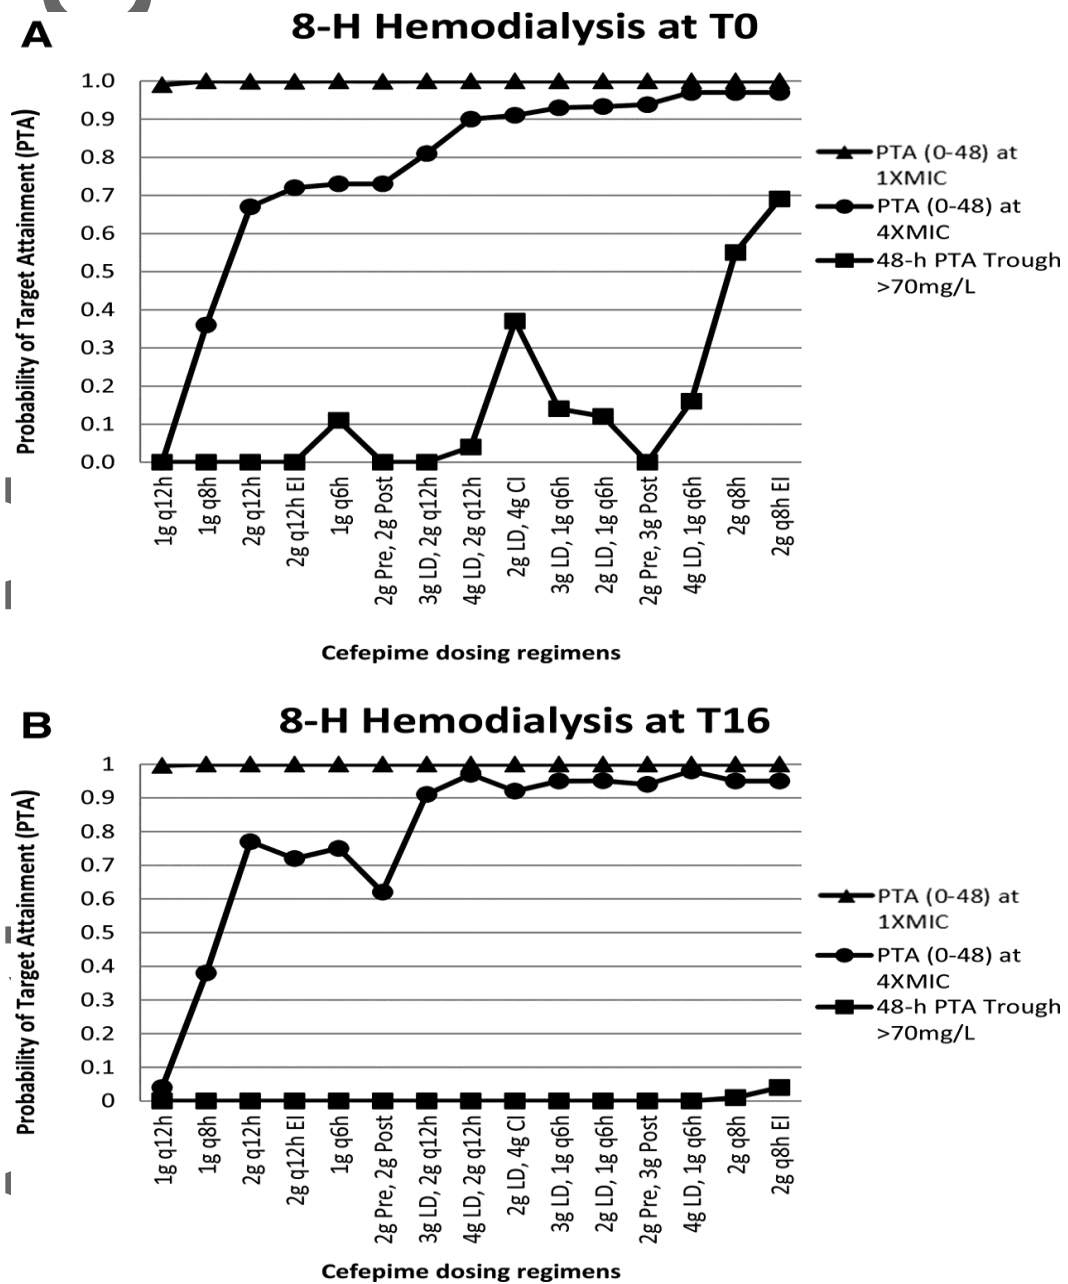 A
8-H Hemodialysis at T0
Probability of Target Attainment (PTA)
1.0
0.9
0.8
0.7
0.6
0.5
0.4
0.3
0.2
0.1
0.0
PTA (0-48) at
1XMIC
PTA (0-48) at
4XMIC
48-h PTA Trough
>70mg/L
1g q12h
1g q8h
2g q12h
2g q12h EI
1g q6h
2g Pre, 2g Post
3g LD, 2g q12h
4g LD, 2g q12h
2g LD, 4g CI
3g LD, 1g q6h
2g LD, 1g q6h
2g Pre, 3g Post
4g LD, 1g q6h
2g q8h
2g q8h EI
Cefepime dosing regimens
B
8-H Hemodialysis at T16
Probability of Target Attainment (PTA)
1
0.9
0.8
0.7
0.6
0.5
0.4
0.3
0.2
0.1
0
PTA (0-48) at
1XMIC
PTA (0-48) at
4XMIC
48-h PTA Trough
>70mg/L
1g q12h
1g q8h
2g q12h
2g q12h EI
1g q6h
2g Pre, 2g Post
3g LD, 2g q12h
4g LD, 2g q12h
2g LD, 4g CI
3g LD, 1g q6h
2g LD, 1g q6h
2g Pre, 3g Post
4g LD, 1g q6h
2g q8h
2g q8h EI
Cefepime dosing regimens